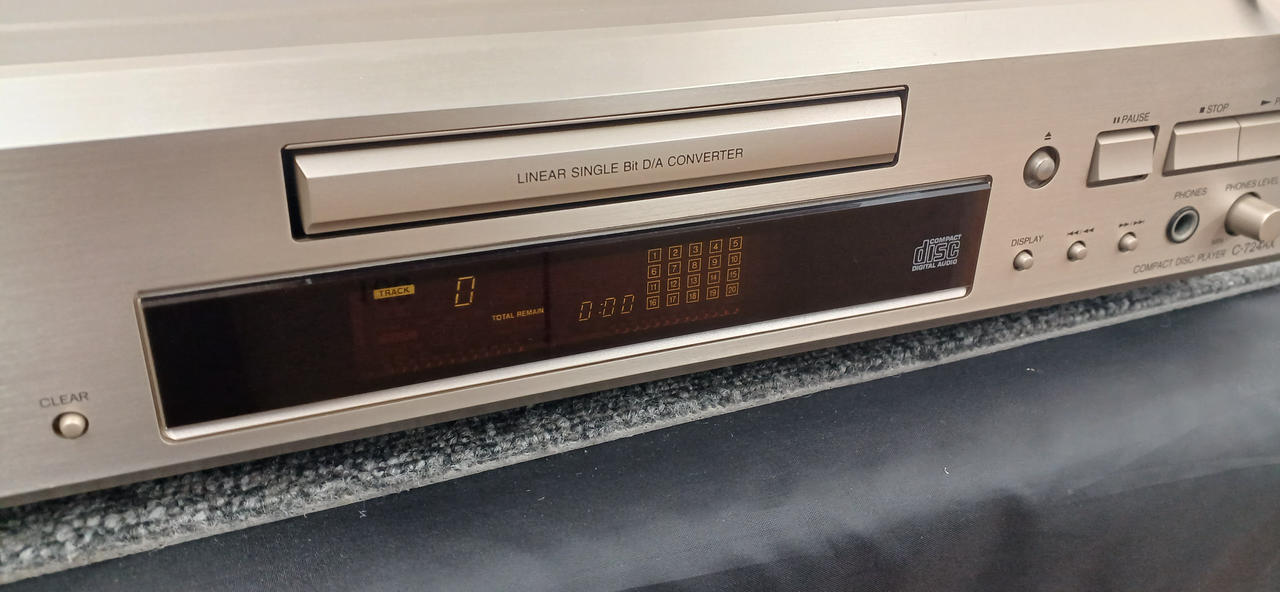 LINEAR SINGLE Bit D/A CONVERTER
PAUSE
STOP
TRACK
0
TOTAL REMAIN
0:00
1 2 3 4 5
6 7 8 9 10
11 12 13 14 15
16 17 18 19 20
COMPACT
disc
DIGITAL AUDIO
DISPLAY
PHONES
PHONES LEVEL
MIN
COMPACT DISC PLAYER
CLEAR